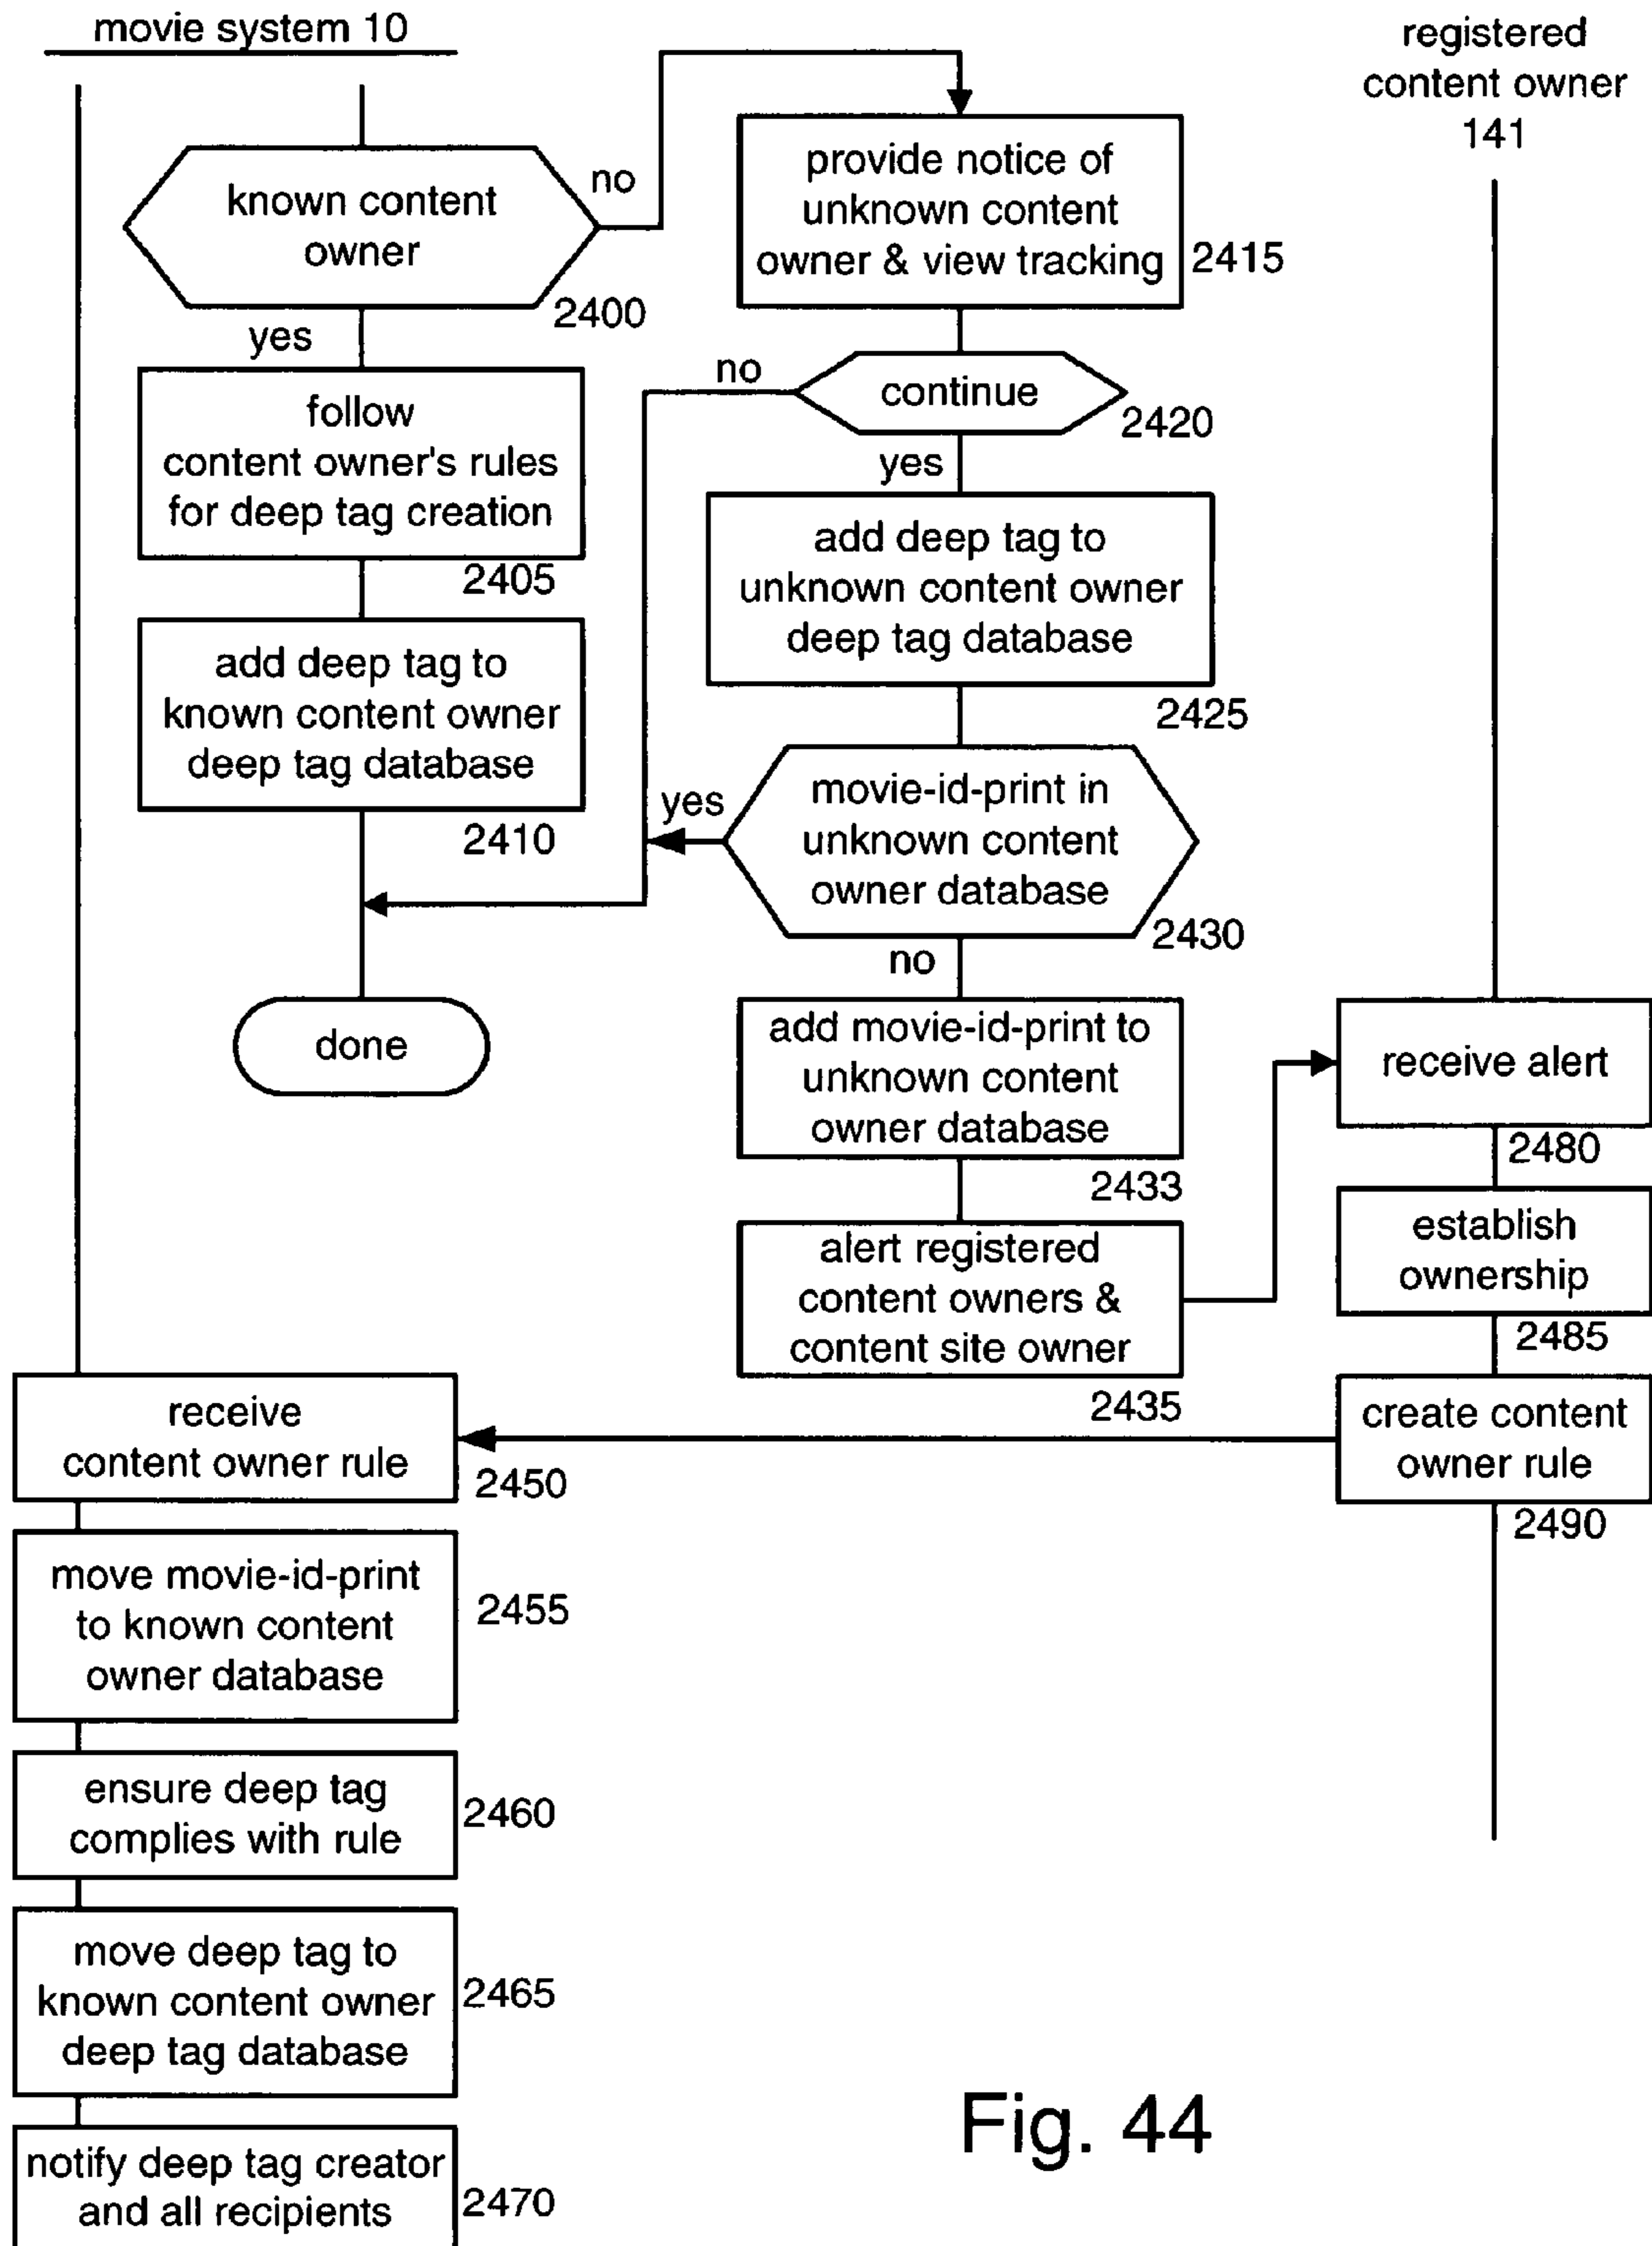 movie system 10
registered
content owner
141
known content
owner
2400
no
yes
provide notice of
unknown content
owner & view tracking
2415
follow
content owner's rules
for deep tag creation
2405
continue
2420
no
yes
add deep tag to
unknown content owner
deep tag database
2425
add deep tag to
known content owner
deep tag database
2410
movie-id-print in
unknown content
owner database
2430
yes
no
done
add movie-id-print to
unknown content
owner database
2433
receive alert
2480
alert registered
content owners &
content site owner
2435
establish
ownership
2485
create content
owner rule
2490
receive
content owner rule
2450
move movie-id-print
to known content
owner database
2455
ensure deep tag
complies with rule
2460
move deep tag to
known content owner
deep tag database
2465
notify deep tag creator
and all recipients
2470
Fig. 44